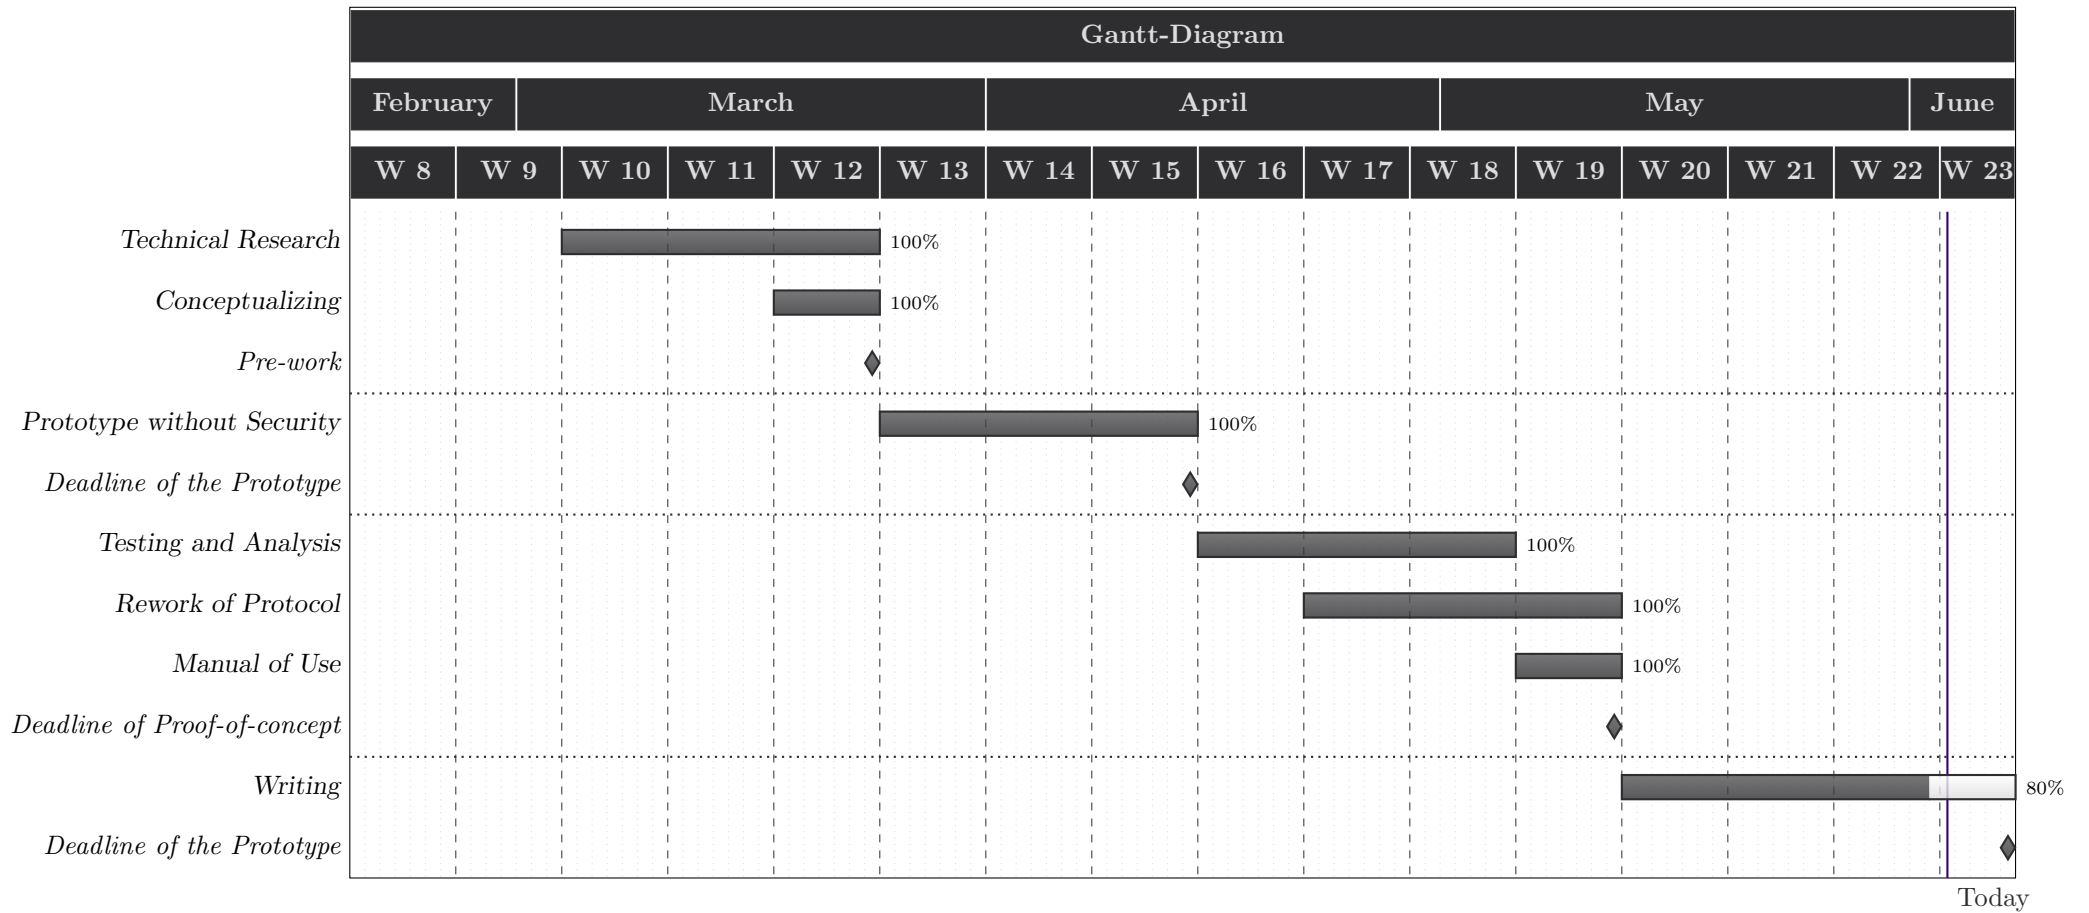 Gantt-Diagram
February March April May June
W 8 W 9 W 10 W 11 W 12 W 13 W 14 W 15 W 16 W 17 W 18 W 19 W 20 W 21 W 22 W 23
Technical Research 100%
Conceptualizing 100%
Pre-work
Prototype without Security 100%
Deadline of the Prototype
Testing and Analysis 100%
Rework of Protocol 100%
Manual of Use 100%
Deadline of Proof-of-concept
Writing 80%
Deadline of the Prototype
Today